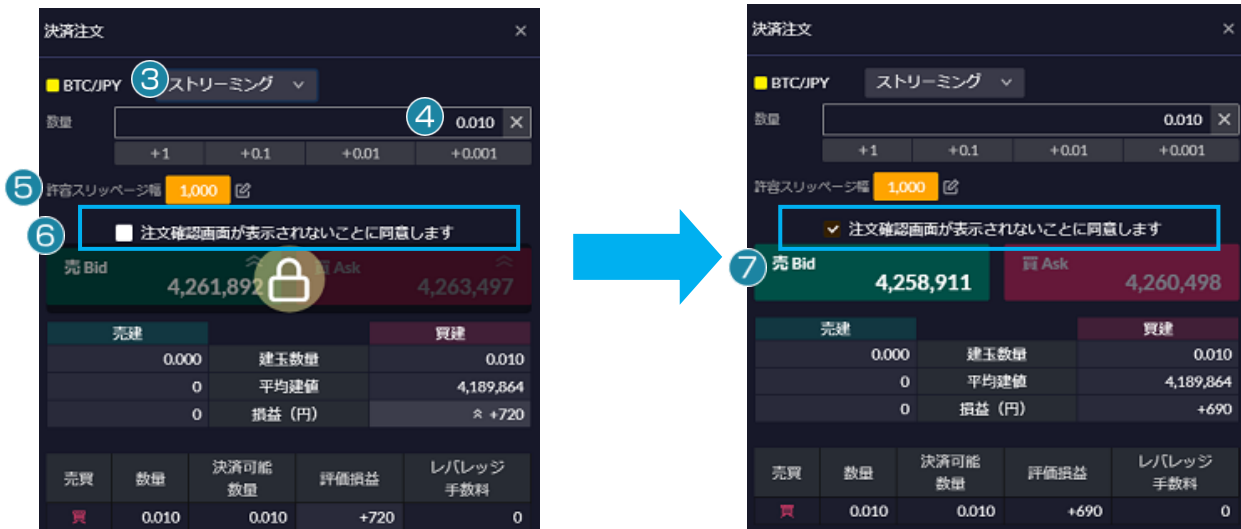 決済注文 ×
BTC/JPY ③ ストリーミング
数量 ④ 0.010 ×
+1 +0.1 +0.01 +0.001
⑤ 許容スリッページ幅 1,000
⑥ 注文確認画面が表示されないことに同意します
売 Bid 買 Ask
4,261,892 4,263,497
売建 買建
0.000 建玉数量 0.010
0 平均建値 4,189,864
0 損益（円） +720
売買 数量 決済可能数量 評価損益 レバレッジ手数料
買 0.010 0.010 +720 0
決済注文 ×
BTC/JPY ストリーミング
数量 0.010 ×
+1 +0.1 +0.01 +0.001
許容スリッページ幅 1,000
注文確認画面が表示されないことに同意します
⑦ 売 Bid 買 Ask
4,258,911 4,260,498
売建 買建
0.000 建玉数量 0.010
0 平均建値 4,189,864
0 損益（円） +690
売買 数量 決済可能数量 評価損益 レバレッジ手数料
買 0.010 0.010 +690 0